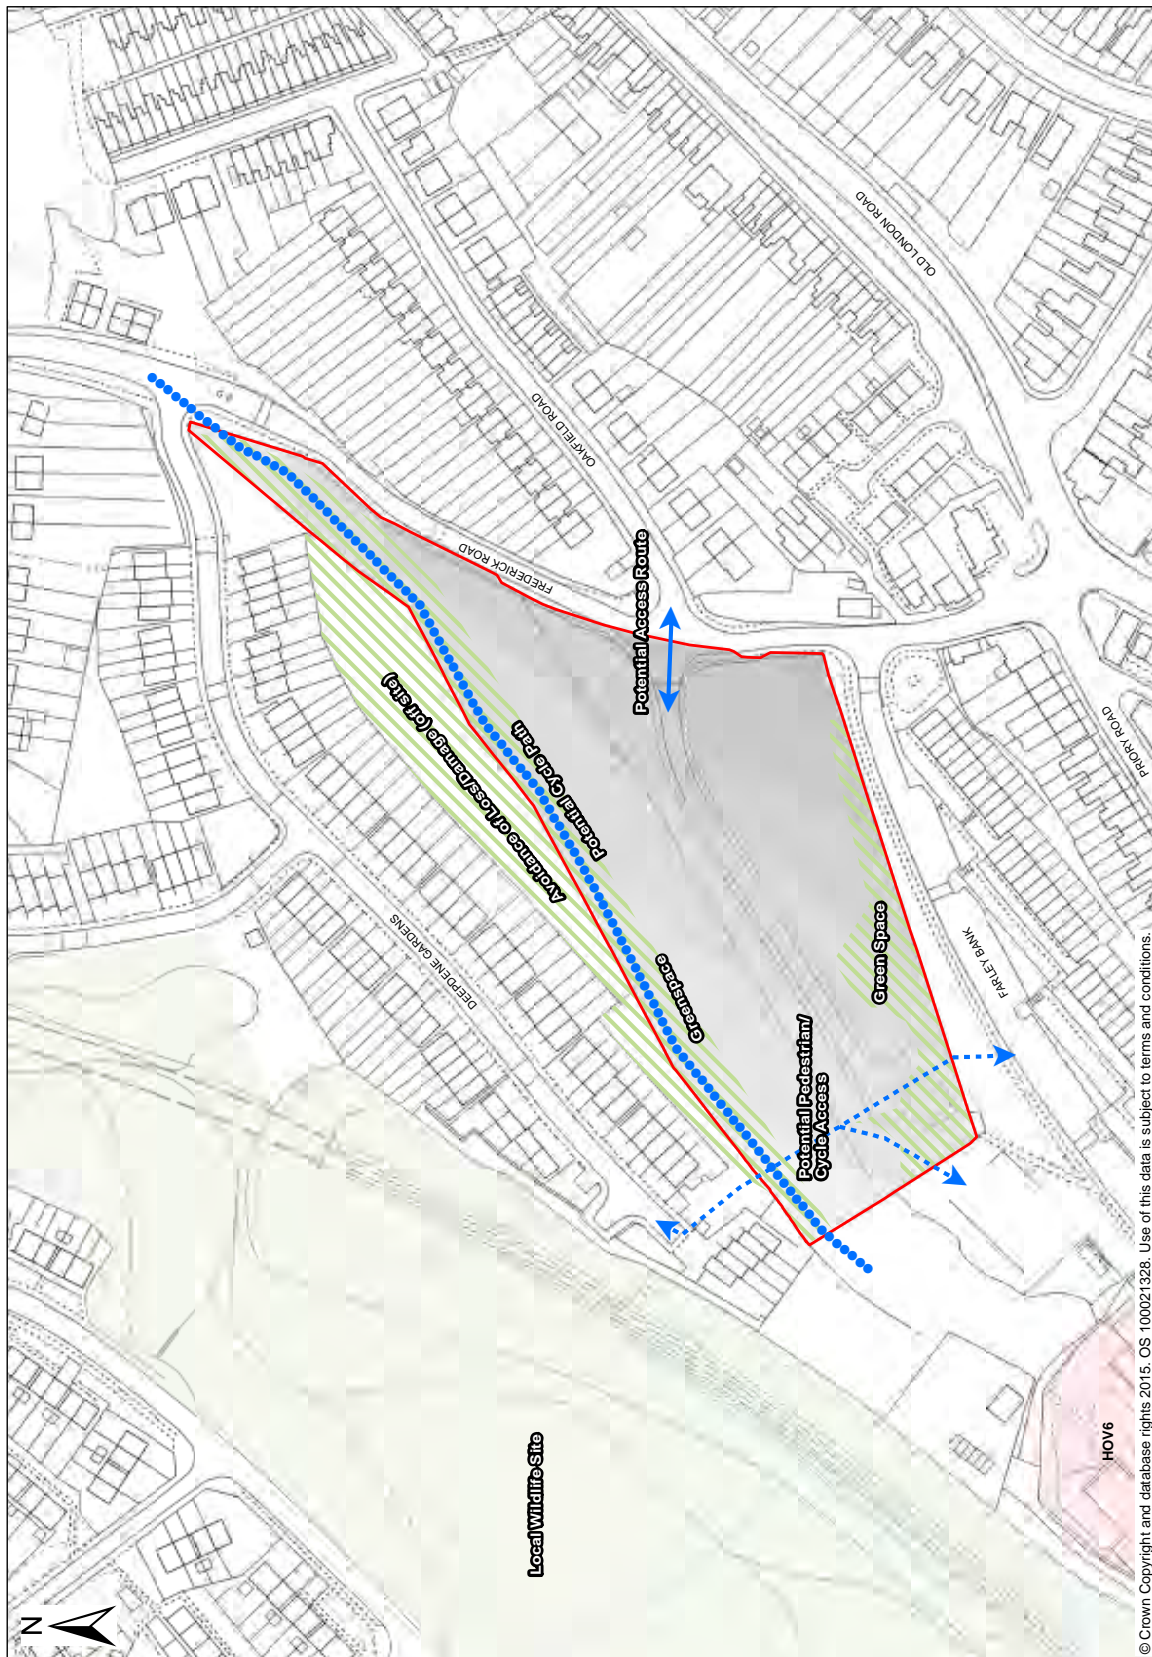 N
OLD LONDON ROAD
OAKFIELD ROAD
FREDERICK ROAD
Potential Access Route
Avoidance of Loss/Damage (off site)
Potential Cycle Path
PRIORY ROAD
DEEPDENE GARDENS
Greenspace
Green Space
FARLEY BANK
Potential Pedestrian/
Cycle Access
Local Wildlife Site
HOV6
© Crown Copyright and database rights 2015. OS 100021328. Use of this data is subject to terms and conditions.